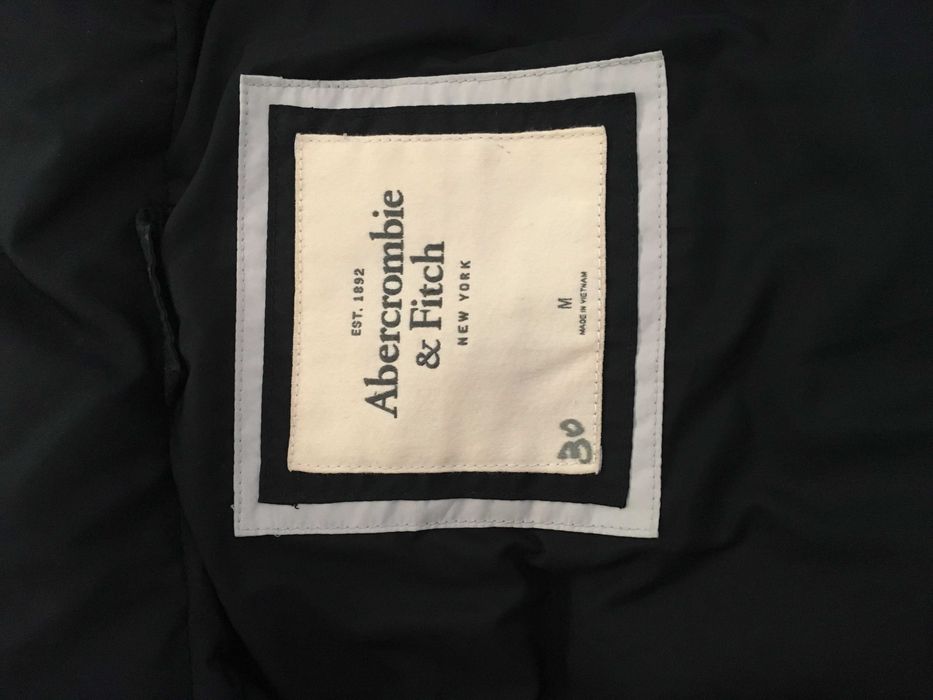 EST. 1892
Abercrombie
& Fitch
NEW YORK
M
MADE IN VIETNAM
30